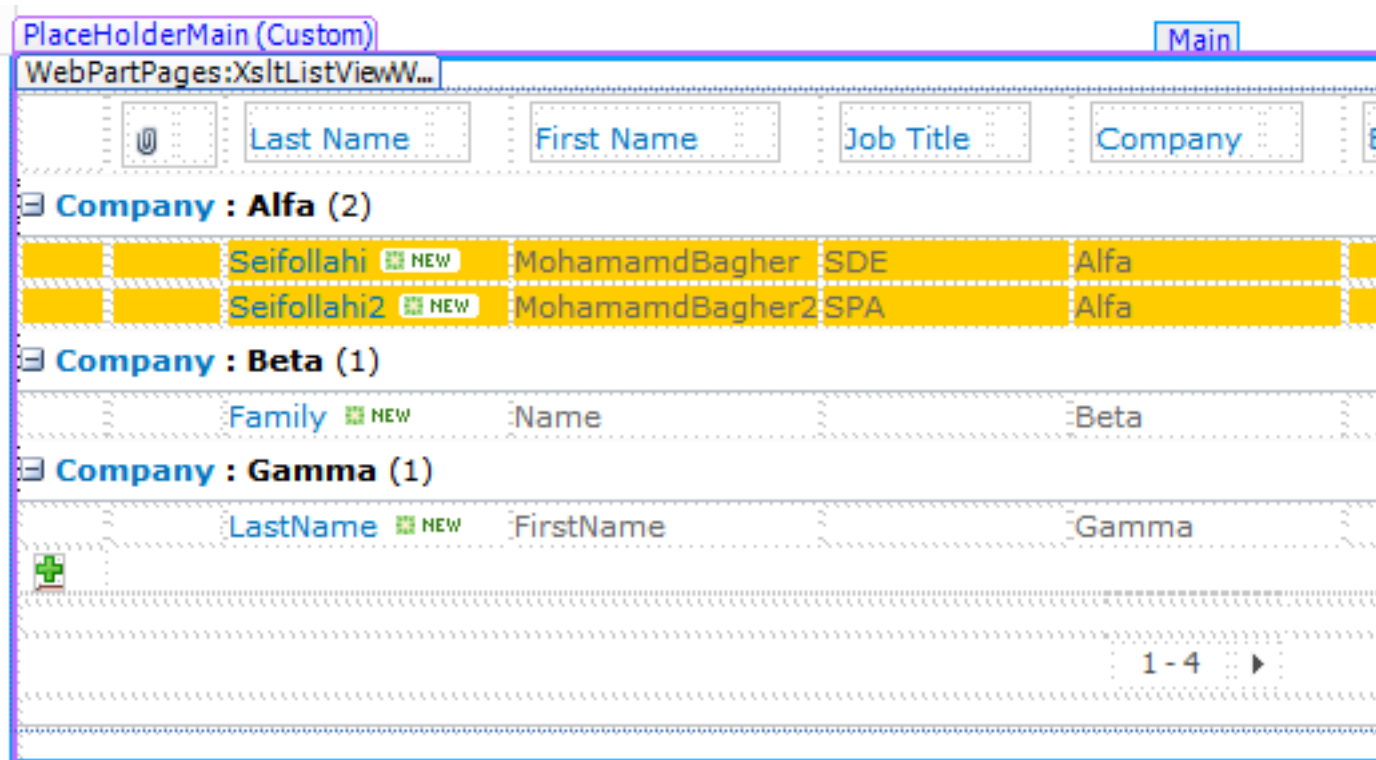 PlaceHolderMain (Custom)
Main
WebPartPages:XsltListViewW...
Last Name First Name Job Title Company
Company : Alfa (2)
Seifollahi NEW MohamamdBagher SDE Alfa
Seifollahi2 NEW MohamamdBagher2 SPA Alfa
Company : Beta (1)
Family NEW Name Beta
Company : Gamma (1)
LastName NEW FirstName Gamma
1 - 4